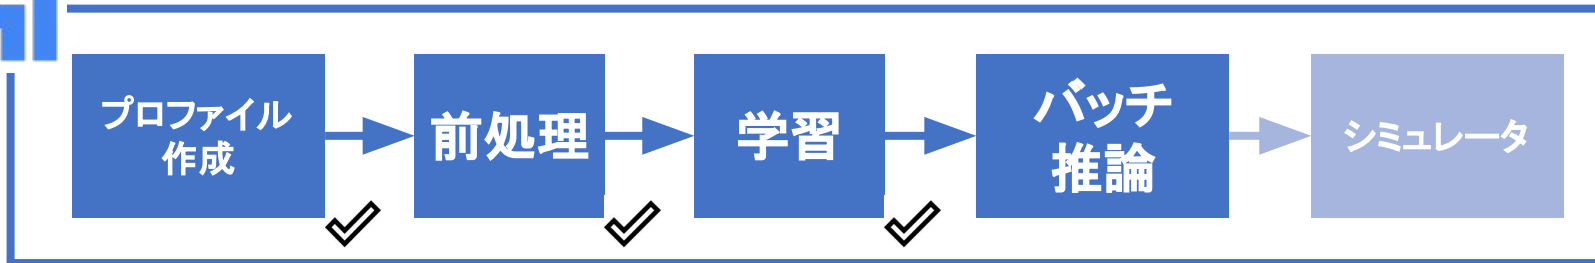 プロファイル
作成
前処理
学習
バッチ
推論
シミュレータ